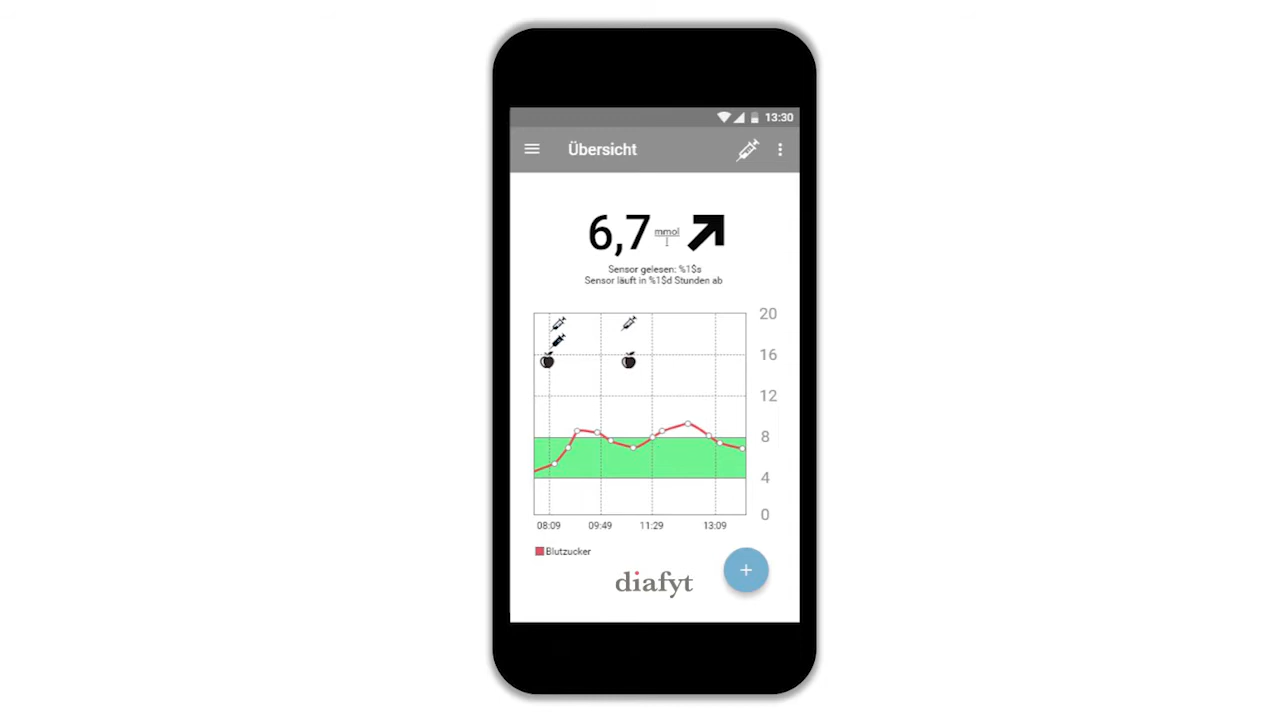 13:30
Übersicht
6,7 mmol
l
Sensor gelesen: %1$s
Sensor läuft in %1$d Stunden ab
20
16
12
8
4
0
08:09 09:49 11:29 13:09
Blutzucker
diafyt
+